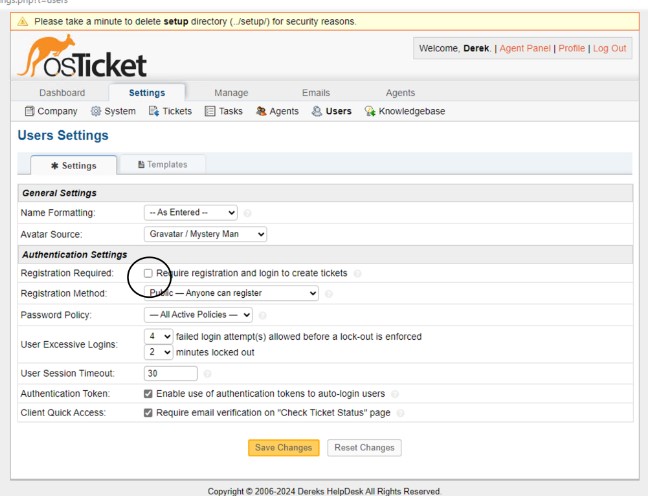 ngs.php?t=users
Please take a minute to delete setup directory (../setup/) for security reasons.
osTicket
Welcome, Derek. | Agent Panel | Profile | Log Out
Dashboard Settings Manage Emails Agents
Company System Tickets Tasks Agents Users Knowledgebase
Users Settings
Settings Templates
General Settings
Name Formatting: -- As Entered --
Avatar Source: Gravatar / Mystery Man
Authentication Settings
Registration Required: Require registration and login to create tickets
Registration Method: Public — Anyone can register
Password Policy: — All Active Policies —
User Excessive Logins: 4 failed login attempt(s) allowed before a lock-out is enforced
2 minutes locked out
User Session Timeout: 30
Authentication Token: Enable use of authentication tokens to auto-login users
Client Quick Access: Require email verification on "Check Ticket Status" page
Save Changes Reset Changes
Copyright © 2006-2024 Dereks HelpDesk All Rights Reserved.